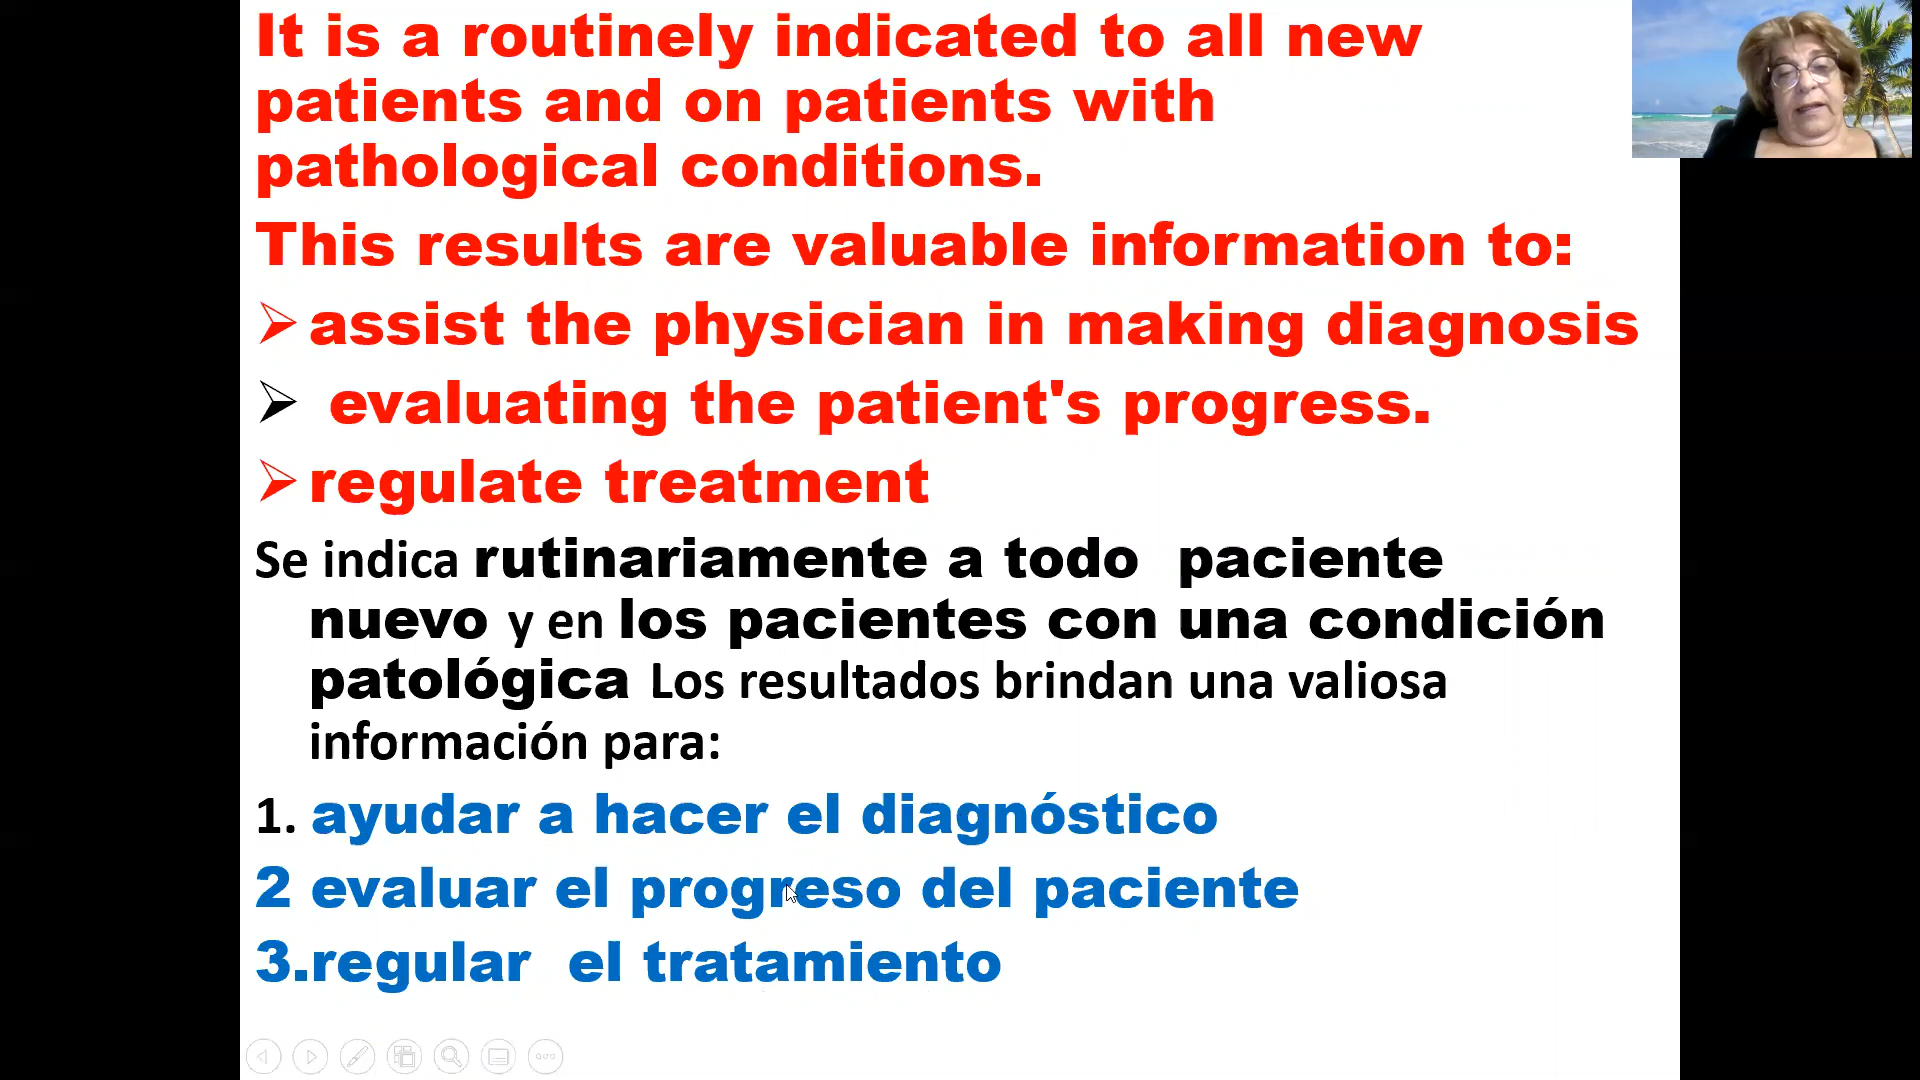 It is a routinely indicated to all new
patients and on patients with
pathological conditions.
This results are valuable information to:
assist the physician in making diagnosis
evaluating the patient's progress.
regulate treatment
Se indica rutinariamente a todo paciente
nuevo y en los pacientes con una condición
patológica Los resultados brindan una valiosa
información para:
1. ayudar a hacer el diagnóstico
2 evaluar el progreso del paciente
3.regular el tratamiento